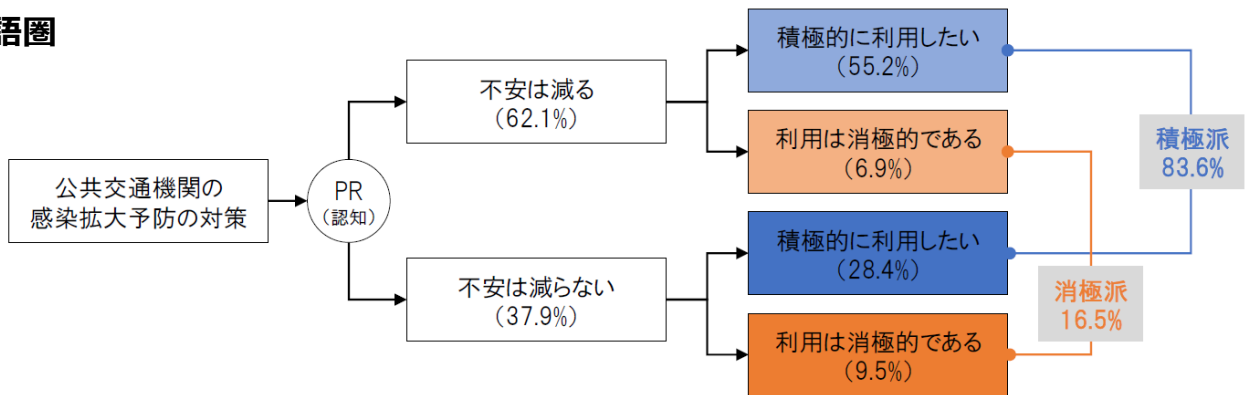 語圏
公共交通機関の
感染拡大予防の対策
PR
（認知）
不安は減る
（62.1%）
不安は減らない
（37.9%）
積極的に利用したい
（55.2%）
利用は消極的である
（6.9%）
積極的に利用したい
（28.4%）
利用は消極的である
（9.5%）
積極派
83.6%
消極派
16.5%